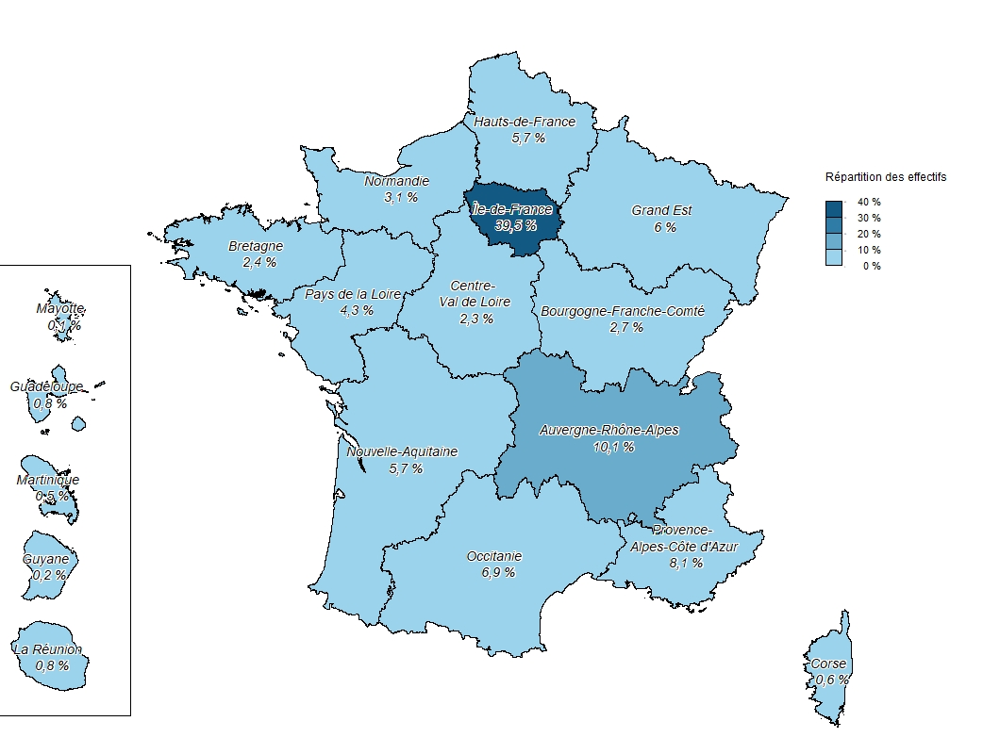 Hauts-de-France
5,7 %
Normandie
3,1 %
Île-de-France
39,5 %
Grand Est
6 %
Bretagne
2,4 %
Pays de la Loire
4,3 %
Centre-
Val de Loire
2,3 %
Bourgogne-Franche-Comté
2,7 %
Nouvelle-Aquitaine
5,7 %
Auvergne-Rhône-Alpes
10,1 %
Occitanie
6,9 %
Provence-
Alpes-Côte d'Azur
8,1 %
Corse
0,6 %
Mayotte
0,1 %
Guadeloupe
0,8 %
Martinique
0,5 %
Guyane
0,2 %
La Réunion
0,8 %
Répartition des effectifs
40 %
30 %
20 %
10 %
0 %